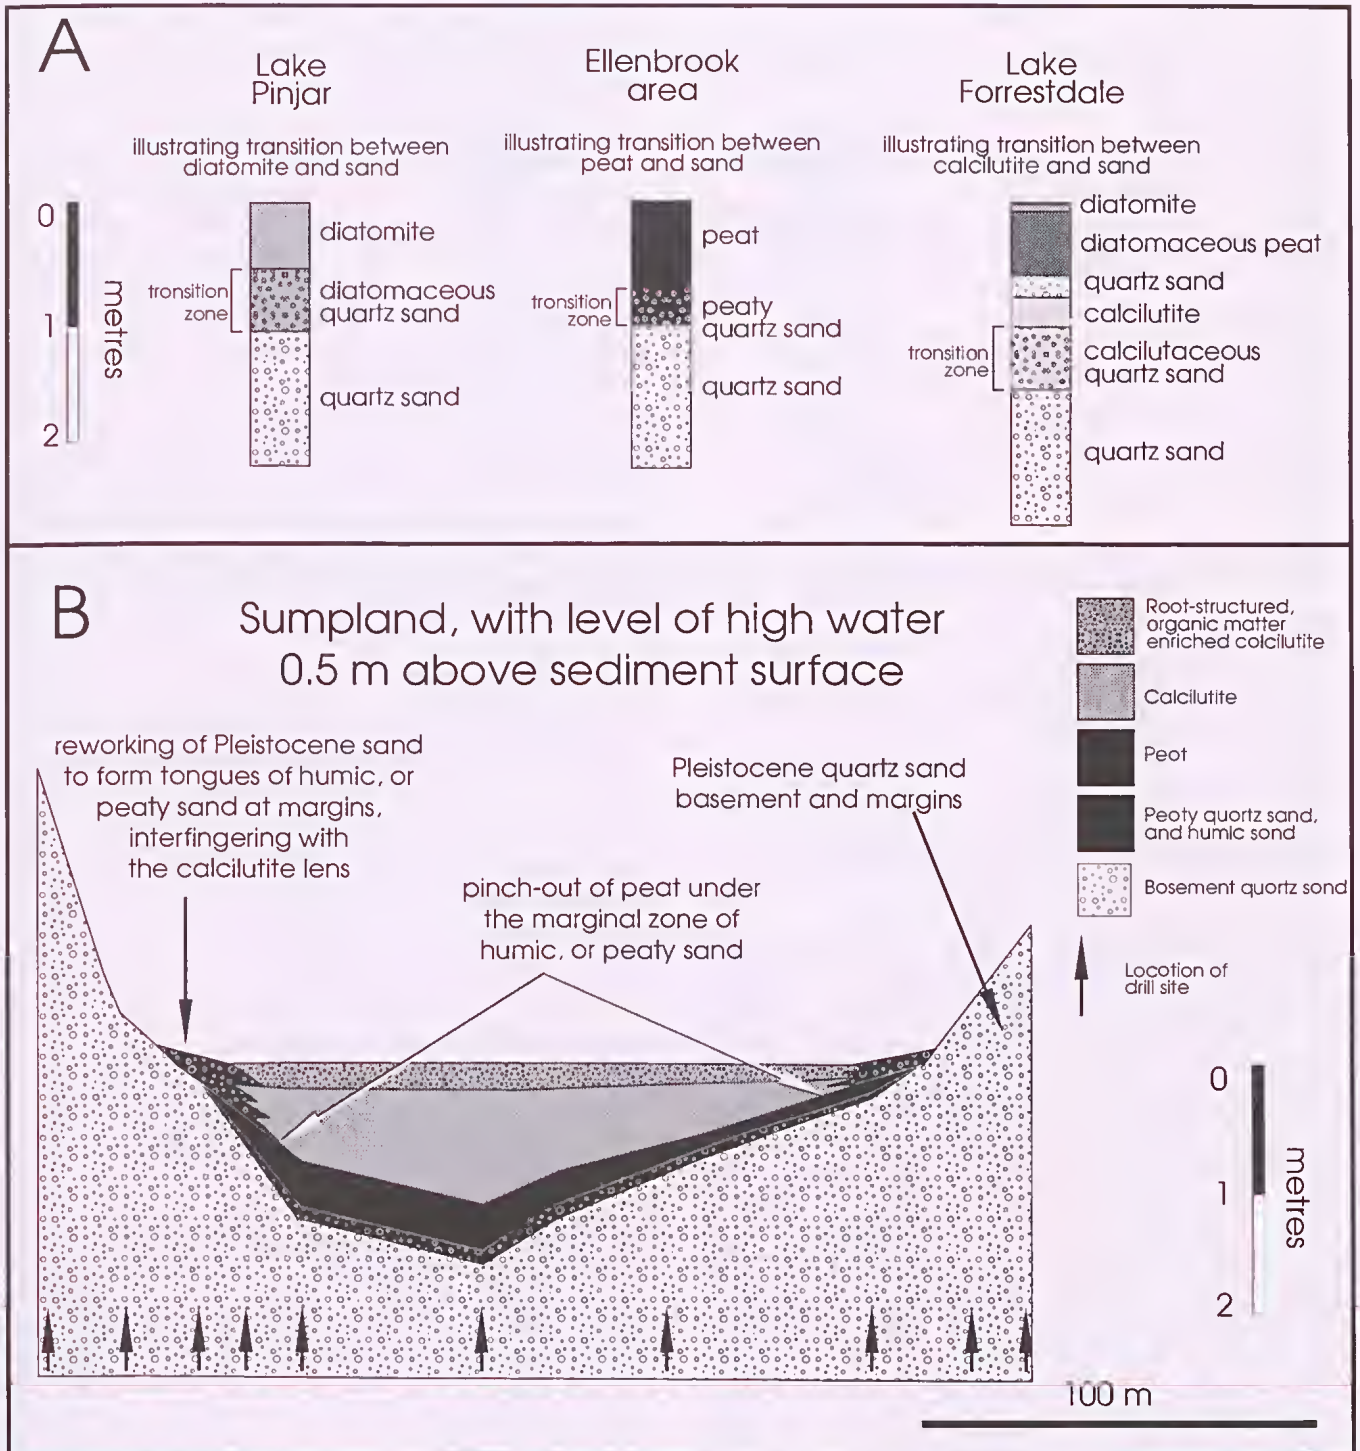 A
Lake
Pinjar
illustrating transition between
diatomite and sand
Ellenbrook
area
illustrating transition between
peat and sand
Lake
Forrestdale
illustrating transition between
calcilutite and sand
0
1
2
metres
diatomite
tronsition
zone
diatomaceous
quartz sand
quartz sand
peat
tronsition
zone
peaty
quartz sand
quartz sand
diatomite
diatomaceous peat
quartz sand
calcilutite
tronsition
zone
calcilutaceous
quartz sand
quartz sand
B
Sumpland, with level of high water
0.5 m above sediment surface
reworking of Pleistocene sand
to form tongues of humic, or
peaty sand at margins,
interfingering with
the calcilutite lens
pinch-out of peat under
the marginal zone of
humic, or peaty sand
Pleistocene quartz sand
basement and margins
Root-structured,
organic matter
enriched colcilutite
Calcilutite
Peot
Peoty quortz sand,
and humic sond
Bosement quortz sond
Locotion of
drill site
0
1
2
metres
100 m